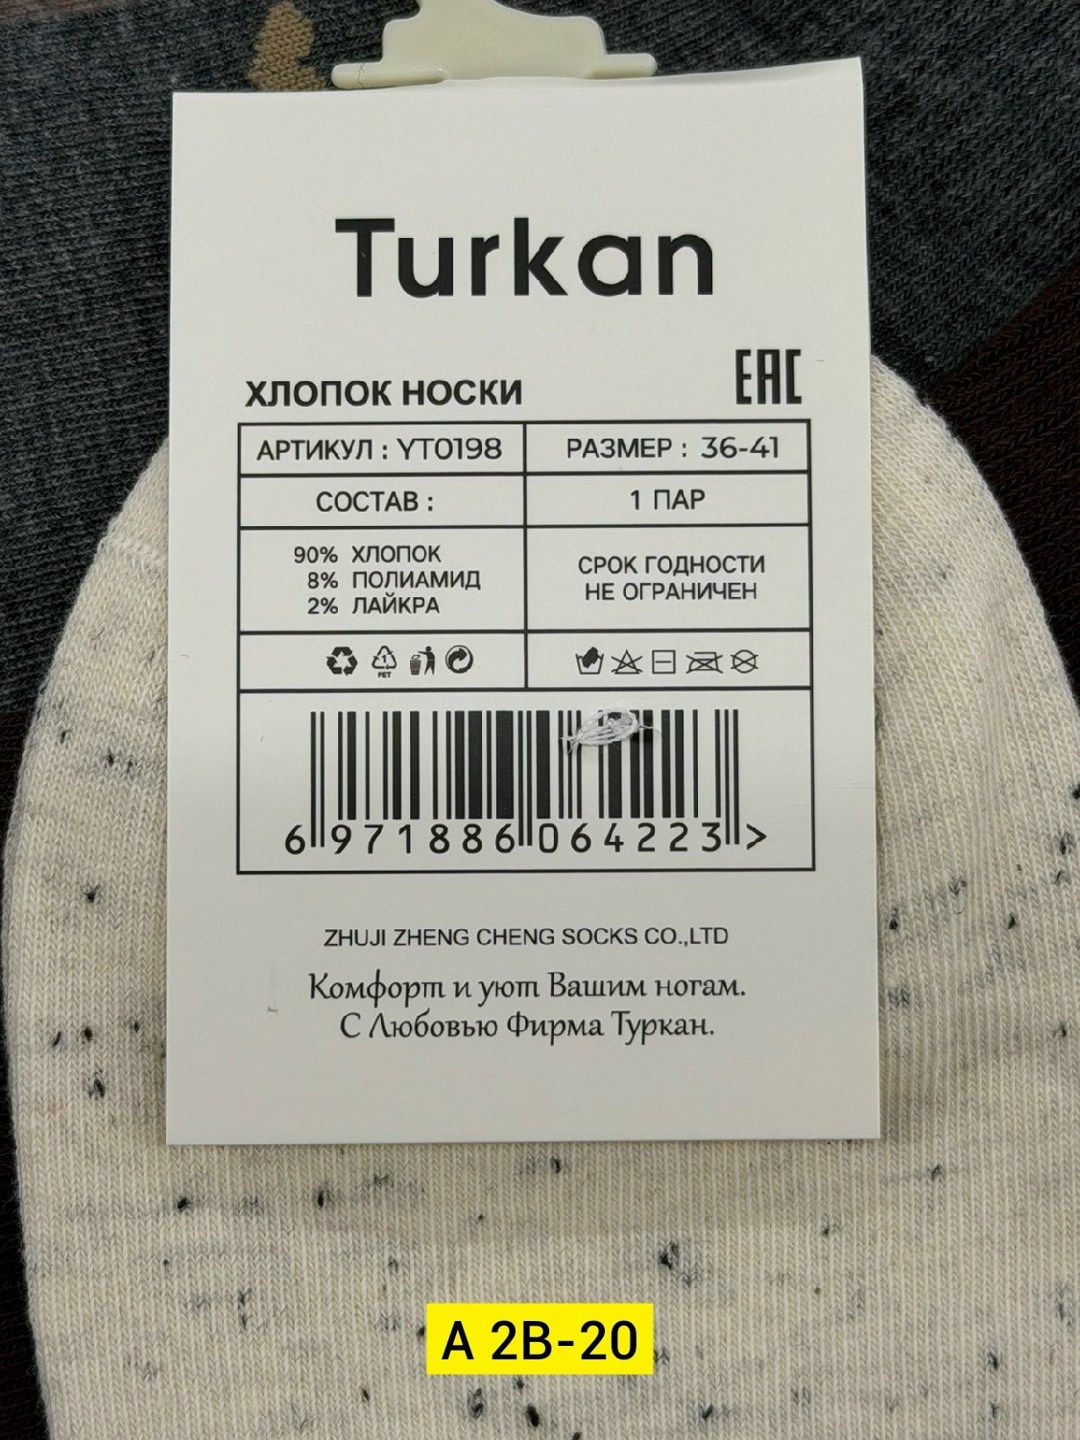 Turkan
EAC
ХЛОПОК НОСКИ
АРТИКУЛ : YT0198
РАЗМЕР : 36-41
СОСТАВ :
1 ПАР
90% ХЛОПОК
8% ПОЛИАМИД
2% ЛАЙКРА
СРОК ГОДНОСТИ
НЕ ОГРАНИЧЕН
1
PET
6 971886 064223 >
ZHUJI ZHENG CHENG SOCKS CO.,LTD
Комфорт и уют Вашим ногам.
С Любовью Фирма Туркан.
A 2B-20